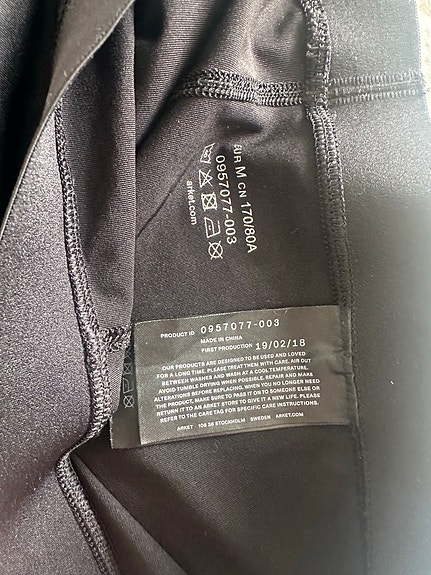 EUR M CN 170/80A
0957077-003
arket.com
PRODUCT ID 0957077-003
MADE IN CHINA
FIRST PRODUCTION 19/02/18
OUR PRODUCTS ARE DESIGNED TO BE USED AND LOVED
FOR A LONG TIME. PLEASE TREAT THEM WITH CARE. AIR OUT
BETWEEN WASHES AND WASH AT A COOL TEMPERATURE.
AVOID TUMBLE DRYING WHEN POSSIBLE. REPAIR AND MAKE
ALTERATIONS BEFORE REPLACING. WHEN YOU NO LONGER NEED
THE PRODUCT, MAKE SURE TO PASS IT ON TO SOMEONE ELSE OR
RETURN IT TO AN ARKET STORE TO GIVE IT A NEW LIFE. PLEASE
REFER TO THE CARE TAG FOR SPECIFIC CARE INSTRUCTIONS.
ARKET 106 38 STOCKHOLM SWEDEN ARKET.COM